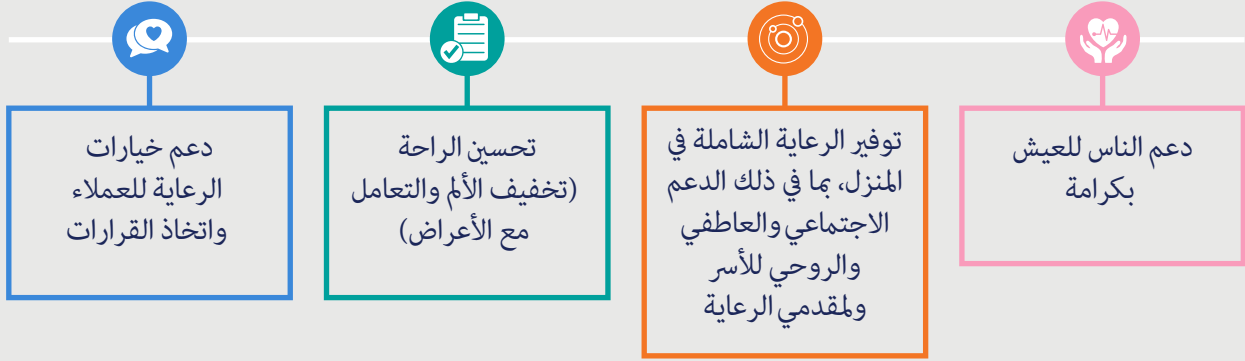 دعم الناس للعيش
بكرامة
توفير الرعاية الشاملة في
المنزل، بما في ذلك الدعم
الاجتماعي والعاطفي
والروحي للأسر
ولمقدمي الرعاية
تحسين الراحة
(تخفيف الألم والتعامل
مع الأعراض)
دعم خيارات
الرعاية للعملاء
واتخاذ القرارات